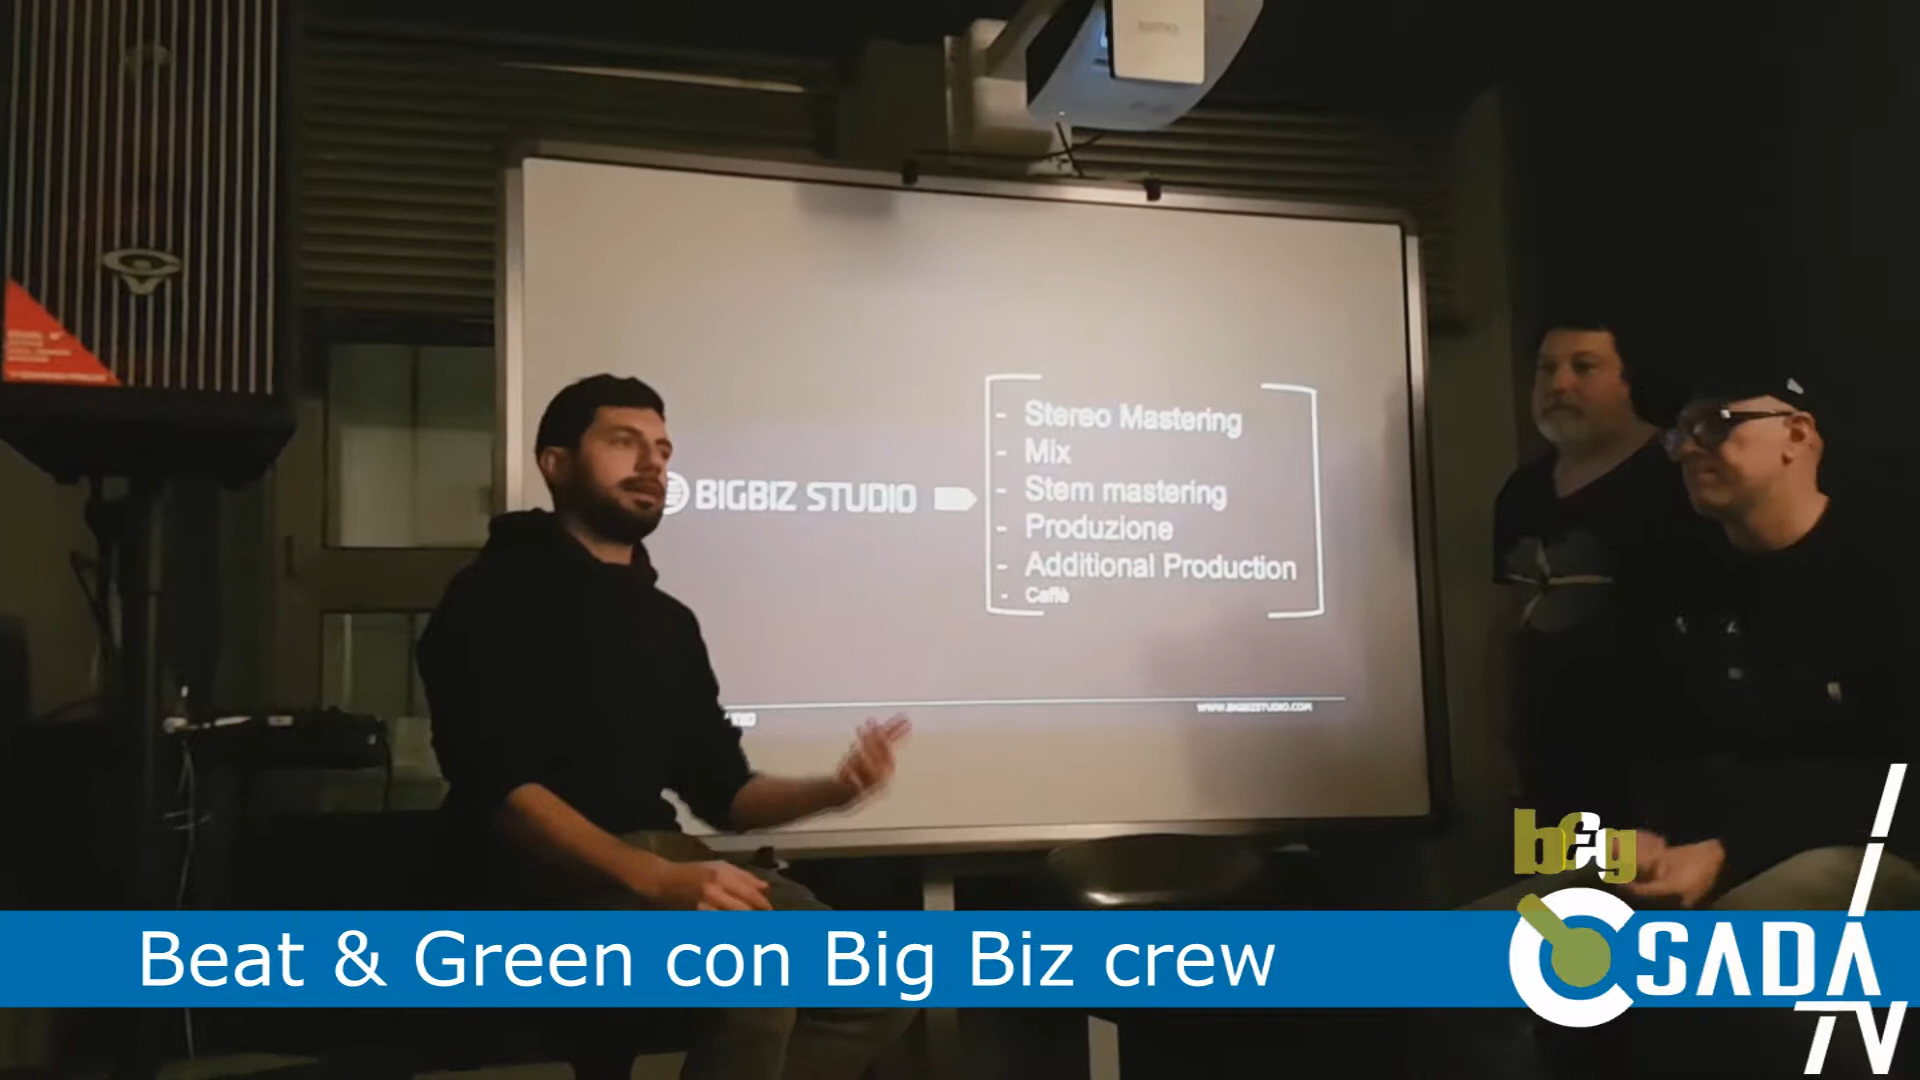 - Stereo Mastering
- Mix
BIGBIZ STUDIO
- Stem mastering
- Produzione
- Additional Production
- Caffè
WWW.BIGBIZSTUDIO.COM
b&g
Beat & Green con Big Biz crew
CSADA
TV